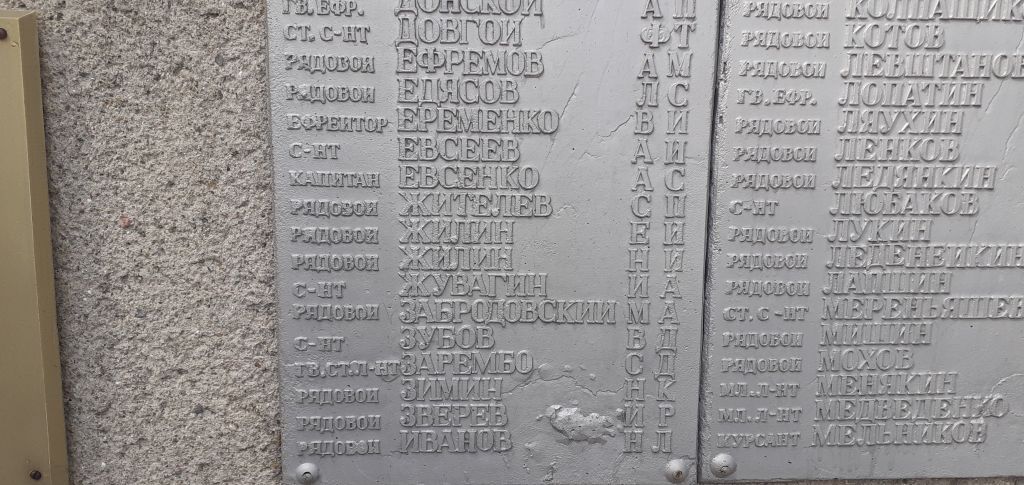 ГВ.ЕФР. ДОНСКОЙ А П
СТ. С-НТ ДОВГОЙ Ф Т
РЯДОВОЙ ЕФРЕМОВ А М
РЯДОВОЙ ЕДЯСОВ Л С
ЕФРЕЙТОР ЕРЕМЕНКО В И
С-НТ ЕВСЕЕВ А И
КАПИТАН ЕВСЕНКО А С
РЯДОВОЙ ЖИТЕЛЕВ С П
РЯДОВОЙ ЖИЛИН Е И
РЯДОВОЙ ЖИЛИН Н И
С-НТ ЖУВАГИН И А
РЯДОВОЙ ЗАБРОДОВСКИЙ М А
С-НТ ЗУБОВ В Д
ГВ.СТ.Л-НТ ЗАРЕМБО С Д
РЯДОВОЙ ЗИМИН Н К
РЯДОВОЙ ЗВЕРЕВ И Р
РЯДОВОЙ ИВАНОВ Н Л
РЯДОВОЙ КОЛПАЩИК
РЯДОВОЙ КОТОВ
РЯДОВОЙ ЛЕВШТАНОВ
ГВ.ЕФР. ЛОПАТИН
РЯДОВОЙ ЛЯУХИН
РЯДОВОЙ ЛЕНКОВ
РЯДОВОЙ ЛЕДЯНКИН
С-НТ ЛЮБАКОВ
РЯДОВОЙ ЛУКИН
РЯДОВОЙ ЛЕДЕНЕЙКИН
РЯДОВОЙ ЛАПШИН
СТ. С-НТ МЕРЕНЬЯШЕН
РЯДОВОЙ МИШИН
РЯДОВОЙ МОХОВ
МЛ.Л-НТ МЕНЯКИН
МЛ.Л-НТ МЕДВЕДЕНКО
КУРСАНТ МЕЛЬНИКОВ